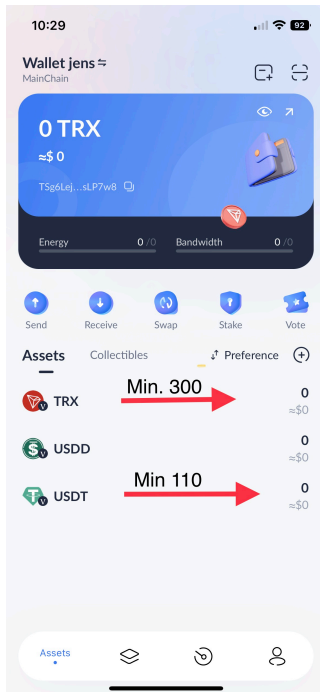 10:29
92
Wallet jens
MainChain
0 TRX
≈$ 0
TSg6Lej...sLP7w8
Energy 0 /0 Bandwidth 0 /0
Send Receive Swap Stake Vote
Assets Collectibles Preference
TRX Min. 300 0
≈$0
USDD 0
≈$0
USDT Min 110 0
≈$0
Assets